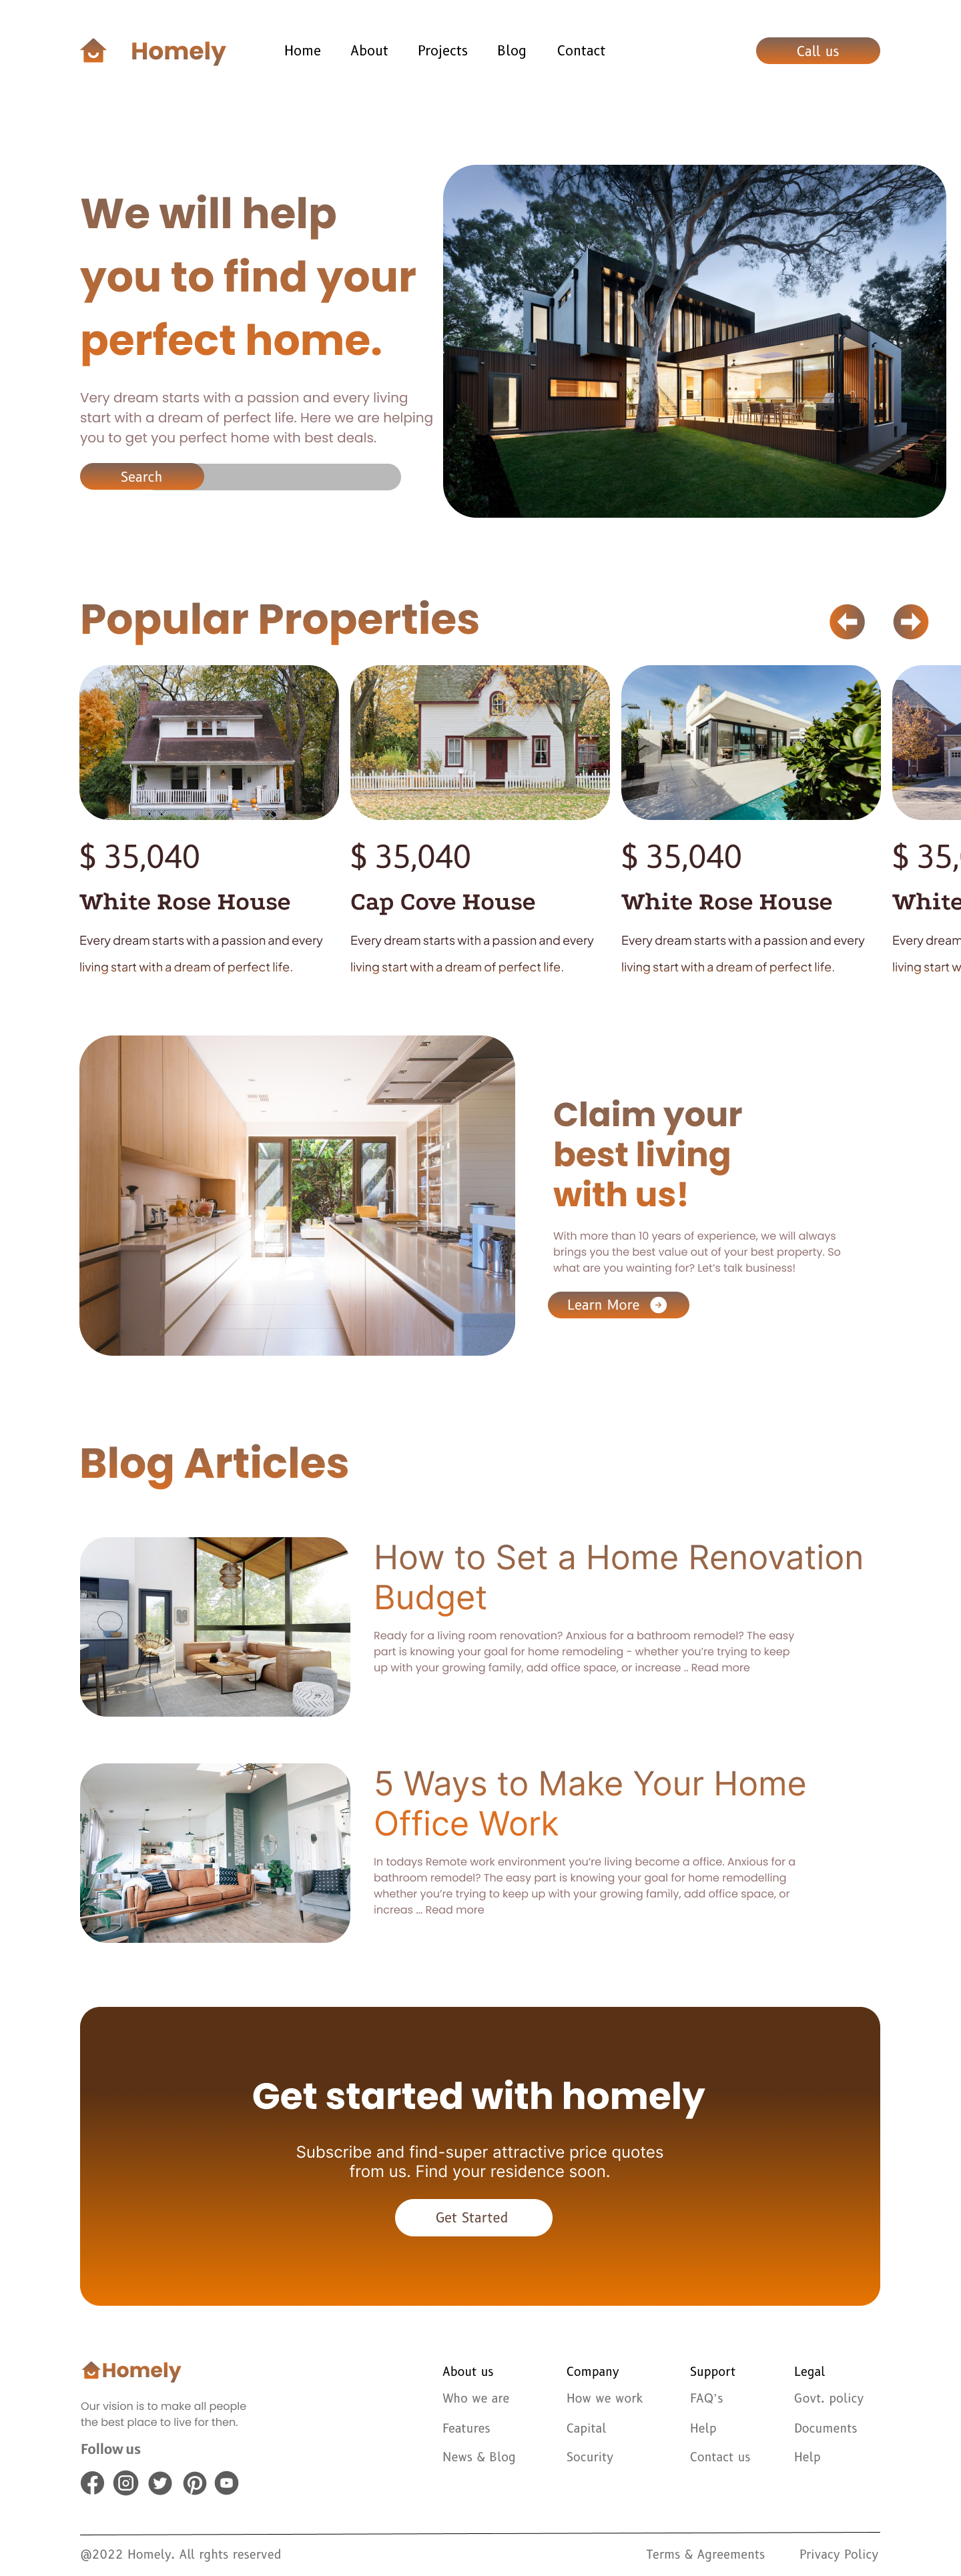 Homely
Home About Projects Blog Contact
Call us
We will help
you to find your
perfect home.
Very dream starts with a passion and every living
start with a dream of perfect life. Here we are helping
you to get you perfect home with best deals.
Search
Popular Properties
$ 35,040
White Rose House
Every dream starts with a passion and every
living start with a dream of perfect life.
$ 35,040
Cap Cove House
Every dream starts with a passion and every
living start with a dream of perfect life.
$ 35,040
White Rose House
Every dream starts with a passion and every
living start with a dream of perfect life.
$ 35,
White
Every dream
living start w
Claim your
best living
with us!
With more than 10 years of experience, we will always
brings you the best value out of your best property. So
what are you wainting for? Let's talk business!
Learn More
Blog Articles
How to Set a Home Renovation
Budget
Ready for a living room renovation? Anxious for a bathroom remodel? The easy
part is knowing your goal for home remodeling - whether you're trying to keep
up with your growing family, add office space, or increase .. Read more
5 Ways to Make Your Home
Office Work
In todays Remote work environment you're living become a office. Anxious for a
bathroom remodel? The easy part is knowing your goal for home remodelling
whether you're trying to keep up with your growing family, add office space, or
increas ... Read more
Get started with homely
Subscribe and find-super attractive price quotes
from us. Find your residence soon.
Get Started
Homely
Our vision is to make all people
the best place to live for then.
Follow us
About us
Who we are
Features
News & Blog
Company
How we work
Capital
Socurity
Support
FAQ's
Help
Contact us
Legal
Govt. policy
Documents
Help
@2022 Homely. All rghts reserved
Terms & Agreements
Privacy Policy